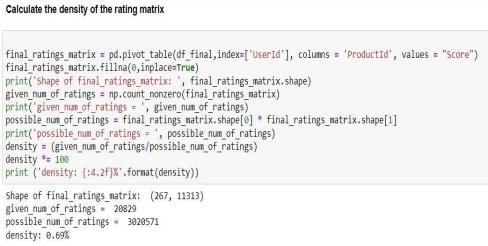 Calculate the density of the rating matrix
final_ratings_matrix = pd.pivot_table(df_final,index=['UserId'], columns = 'ProductId', values = "Score")
final_ratings_matrix.fillna(0,inplace=True)
print('Shape of final_ratings_matrix: ', final_ratings_matrix.shape)
given_num_of_ratings = np.count_nonzero(final_ratings_matrix)
print('given_num_of_ratings = ', given_num_of_ratings)
possible_num_of_ratings = final_ratings_matrix.shape[0] * final_ratings_matrix.shape[1]
print('possible_num_of_ratings = ', possible_num_of_ratings)
density = (given_num_of_ratings/possible_num_of_ratings)
density *= 100
print ('density: {:4.2f}%'.format(density))
Shape of final_ratings_matrix:  (267, 11313)
given_num_of_ratings =  20829
possible_num_of_ratings =  3020571
density: 0.69%